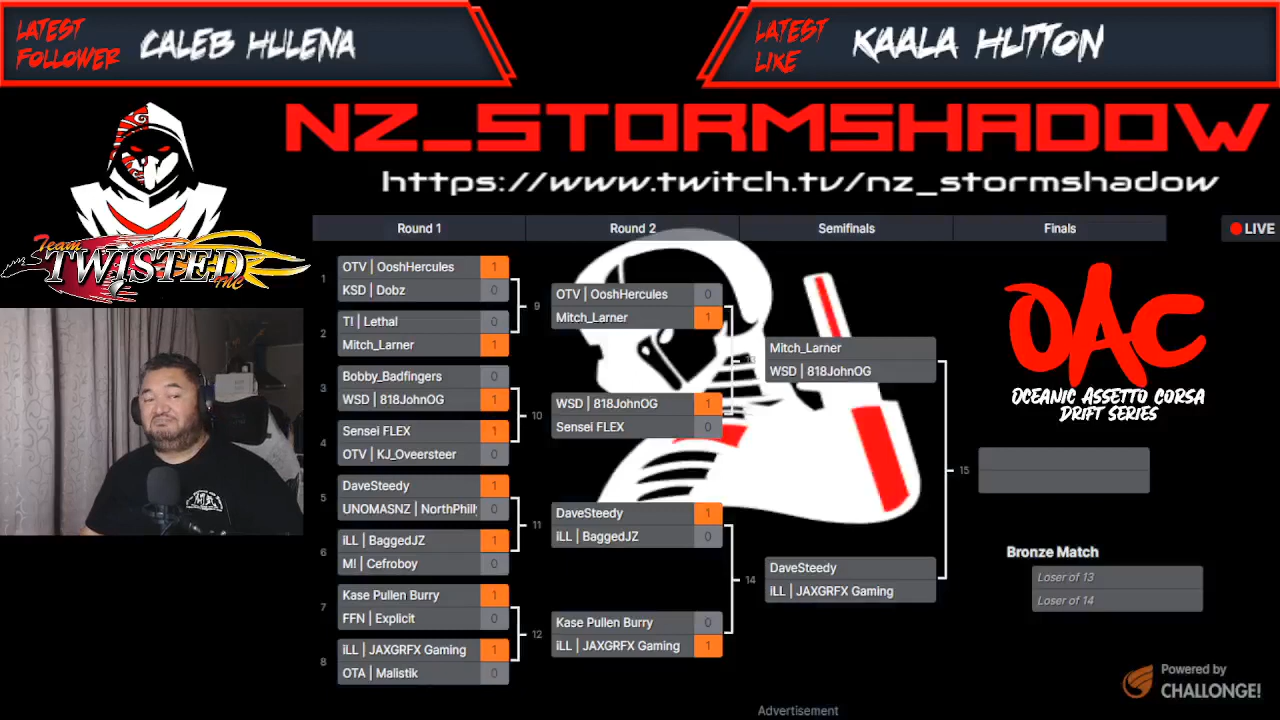 LATEST
FOLLOWER
CALEB HULENA
LATEST
LIKE
KAALA HUTTON
NZ_STORMSHADOW
https://www.twitch.tv/nz_stormshadow
Team
TWISTED
INC
Round 1
Round 2
Semifinals
Finals
LIVE
1
OTV | OoshHercules 1
KSD | Dobz 0
2
T! | Lethal 0
Mitch_Larner 1
3
Bobby_Badfingers 0
WSD | 818JohnOG 1
4
Sensei FLEX 1
OTV | KJ_Oveersteer 0
5
DaveSteedy 1
UNOMASNZ | NorthPhill 0
6
iLL | BaggedJZ 1
M! | Cefroboy 0
7
Kase Pullen Burry 1
FFN | Explicit 0
8
iLL | JAXGRFX Gaming 1
OTA | Malistik 0
9
OTV | OoshHercules 0
Mitch_Larner 1
10
WSD | 818JohnOG 1
Sensei FLEX 0
11
DaveSteedy 1
iLL | BaggedJZ 0
12
Kase Pullen Burry 0
iLL | JAXGRFX Gaming 1
Mitch_Larner
WSD | 818JohnOG
14
DaveSteedy
iLL | JAXGRFX Gaming
15
OAC
OCEANIC ASSETTO CORSA
DRIFT SERIES
Bronze Match
Loser of 13
Loser of 14
Powered by
CHALLONGE!
Advertisement